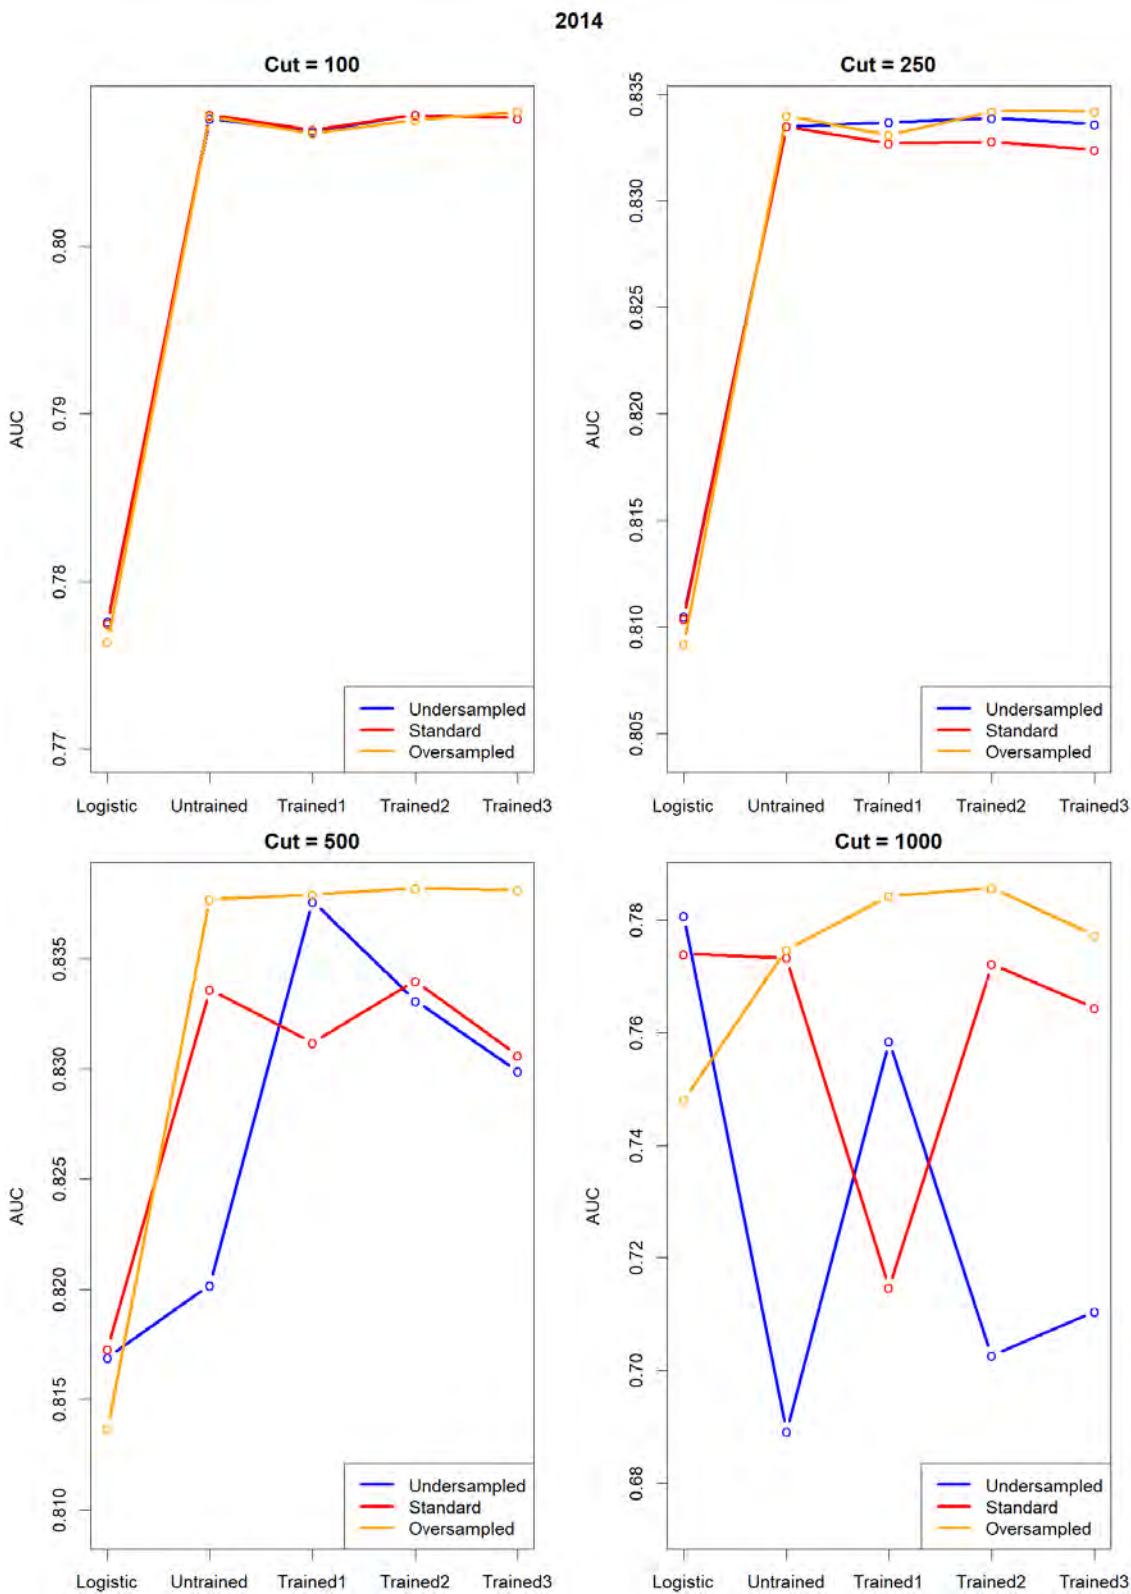 2014
Cut = 100
AUC
0.80
0.79
0.78
0.77
Undersampled
Standard
Oversampled
Logistic Untrained Trained1 Trained2 Trained3
Cut = 250
AUC
0.835
0.830
0.825
0.820
0.815
0.810
0.805
Undersampled
Standard
Oversampled
Logistic Untrained Trained1 Trained2 Trained3
Cut = 500
AUC
0.835
0.830
0.825
0.820
0.815
0.810
Undersampled
Standard
Oversampled
Logistic Untrained Trained1 Trained2 Trained3
Cut = 1000
AUC
0.78
0.76
0.74
0.72
0.70
0.68
Undersampled
Standard
Oversampled
Logistic Untrained Trained1 Trained2 Trained3